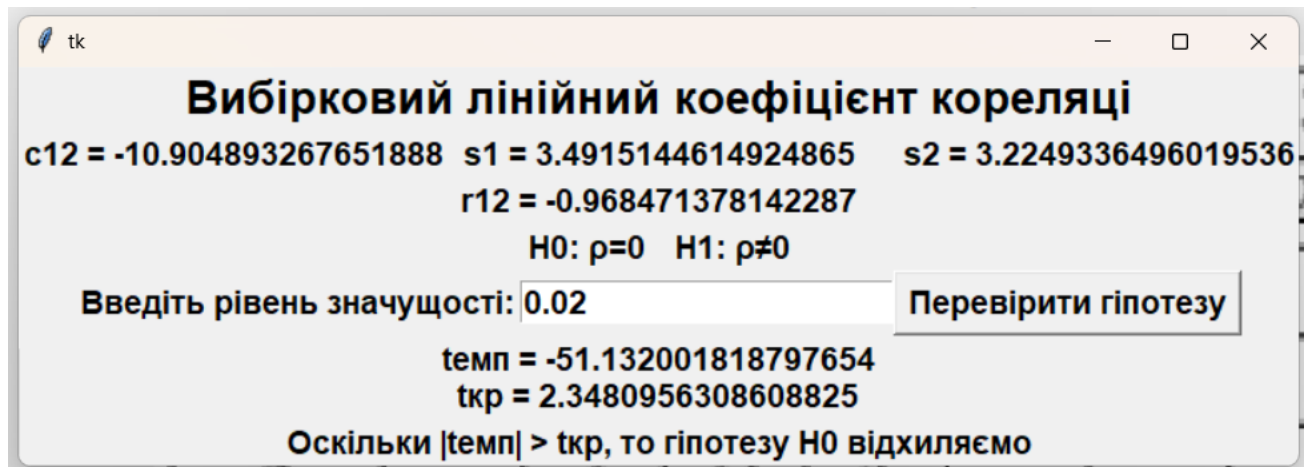 tk
Вибірковий лінійний коефіцієнт кореляці
c12 = -10.904893267651888 s1 = 3.4915144614924865 s2 = 3.2249336496019536
r12 = -0.968471378142287
H0: ρ=0 H1: ρ≠0
Введіть рівень значущості: 0.02 Перевірити гіпотезу
tемп = -51.132001818797654
tкр = 2.3480956308608825
Оскільки |tемп| > tкр, то гіпотезу H0 відхиляємо